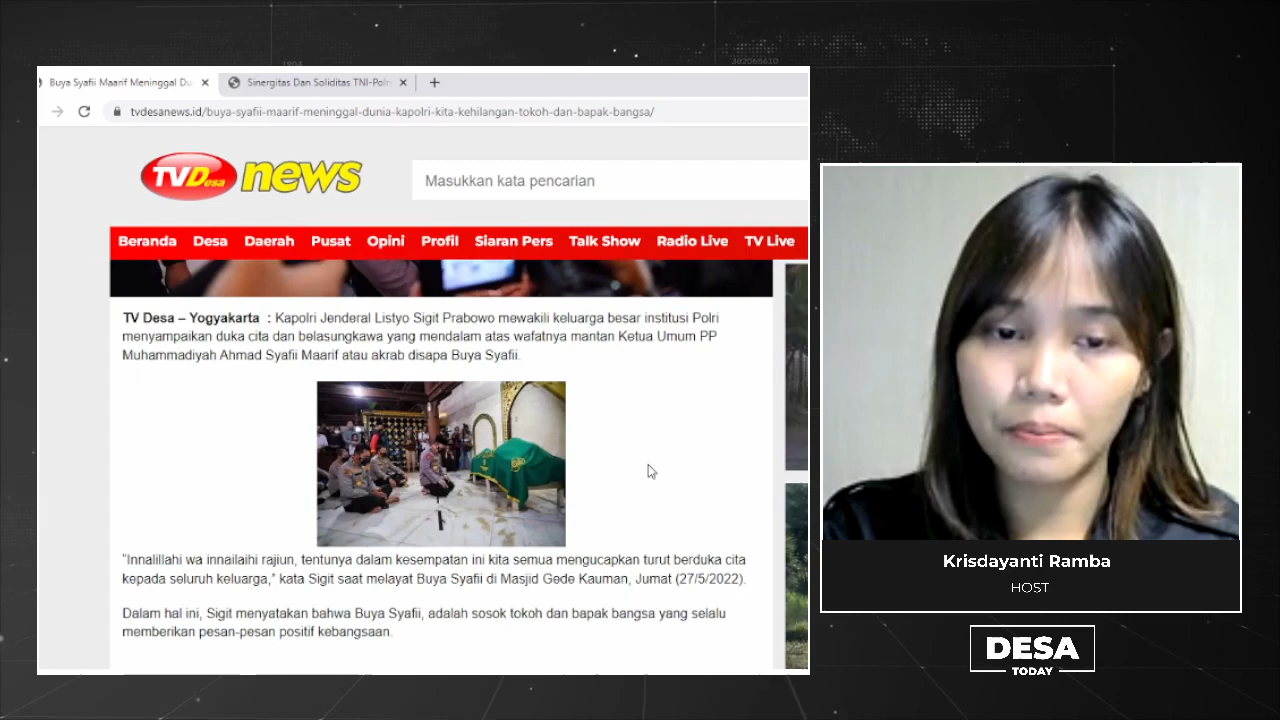 1804
302066610
Buya Syafii Maarif Meninggal Du
Sinergitas Dan Soliditas TNI-Polri
tvdesanews.id/buya-syafii-maarif-meninggal-dunia-kapolri-kita-kehilangan-tokoh-dan-bapak-bangsa/
TVDesa news
Masukkan kata pencarian
Beranda Desa Daerah Pusat Opini Profil Siaran Pers Talk Show Radio Live TV Live
TV Desa – Yogyakarta : Kapolri Jenderal Listyo Sigit Prabowo mewakili keluarga besar institusi Polri
menyampaikan duka cita dan belasungkawa yang mendalam atas wafatnya mantan Ketua Umum PP
Muhammadiyah Ahmad Syafii Maarif atau akrab disapa Buya Syafii.
“Innalillahi wa innailaihi rajiun, tentunya dalam kesempatan ini kita semua mengucapkan turut berduka cita
kepada seluruh keluarga,” kata Sigit saat melayat Buya Syafii di Masjid Gede Kauman, Jumat (27/5/2022).
Dalam hal ini, Sigit menyatakan bahwa Buya Syafii, adalah sosok tokoh dan bapak bangsa yang selalu
memberikan pesan-pesan positif kebangsaan.
Krisdayanti Ramba
HOST
DESA
TODAY